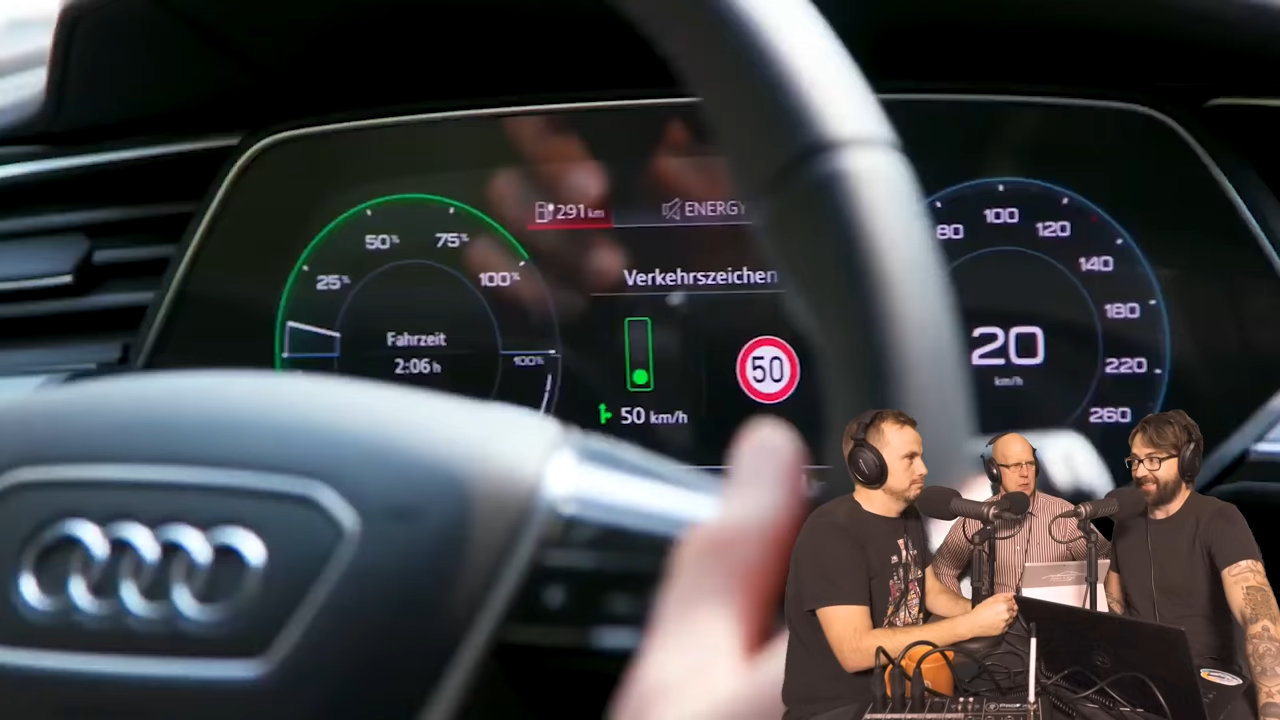 291 km
ENERGY
Verkehrszeichen
25%
50%
75%
100%
Fahrzeit
2:06 h
100%
50
50 km/h
80
100
120
140
180
220
260
20
km/h